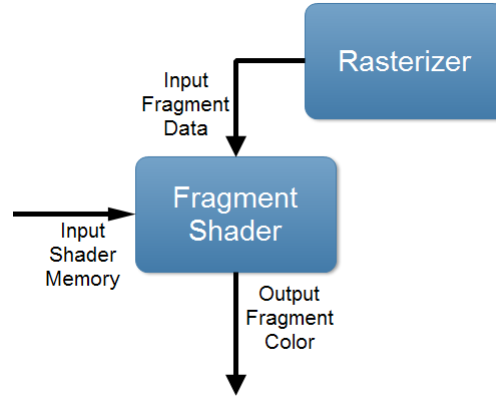 Rasterizer
Input
Fragment
Data
Fragment
Shader
Input
Shader
Memory
Output
Fragment
Color